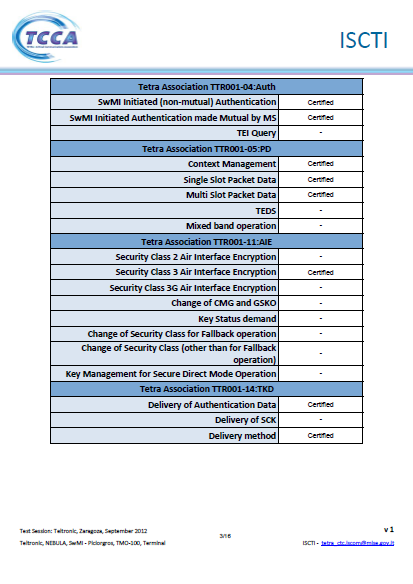 TCCA
ISCTI
Tetra Association TTR001-04:Auth
SwMI Initiated (non-mutual) Authentication Certified
SwMI Initiated Authentication made Mutual by MS Certified
TEI Query -
Tetra Association TTR001-05:PD
Context Management Certified
Single Slot Packet Data Certified
Multi Slot Packet Data Certified
TEDS -
Mixed band operation -
Tetra Association TTR001-11:AIE
Security Class 2 Air Interface Encryption -
Security Class 3 Air Interface Encryption Certified
Security Class 3G Air Interface Encryption -
Change of CMG and GSKO -
Key Status demand -
Change of Security Class for Fallback operation -
Change of Security Class (other than for Fallback
operation) -
Key Management for Secure Direct Mode Operation -
Tetra Association TTR001-14:TKD
Delivery of Authentication Data Certified
Delivery of SCK -
Delivery method Certified
Test Session: Teltronic, Zaragoza, September 2012
v 1
Teltronic, NEBULA, SwMI - Piciorgros, TMO-100, Terminal
3/16
ISCTI - tetra_ctc.iscom@mise.gov.it